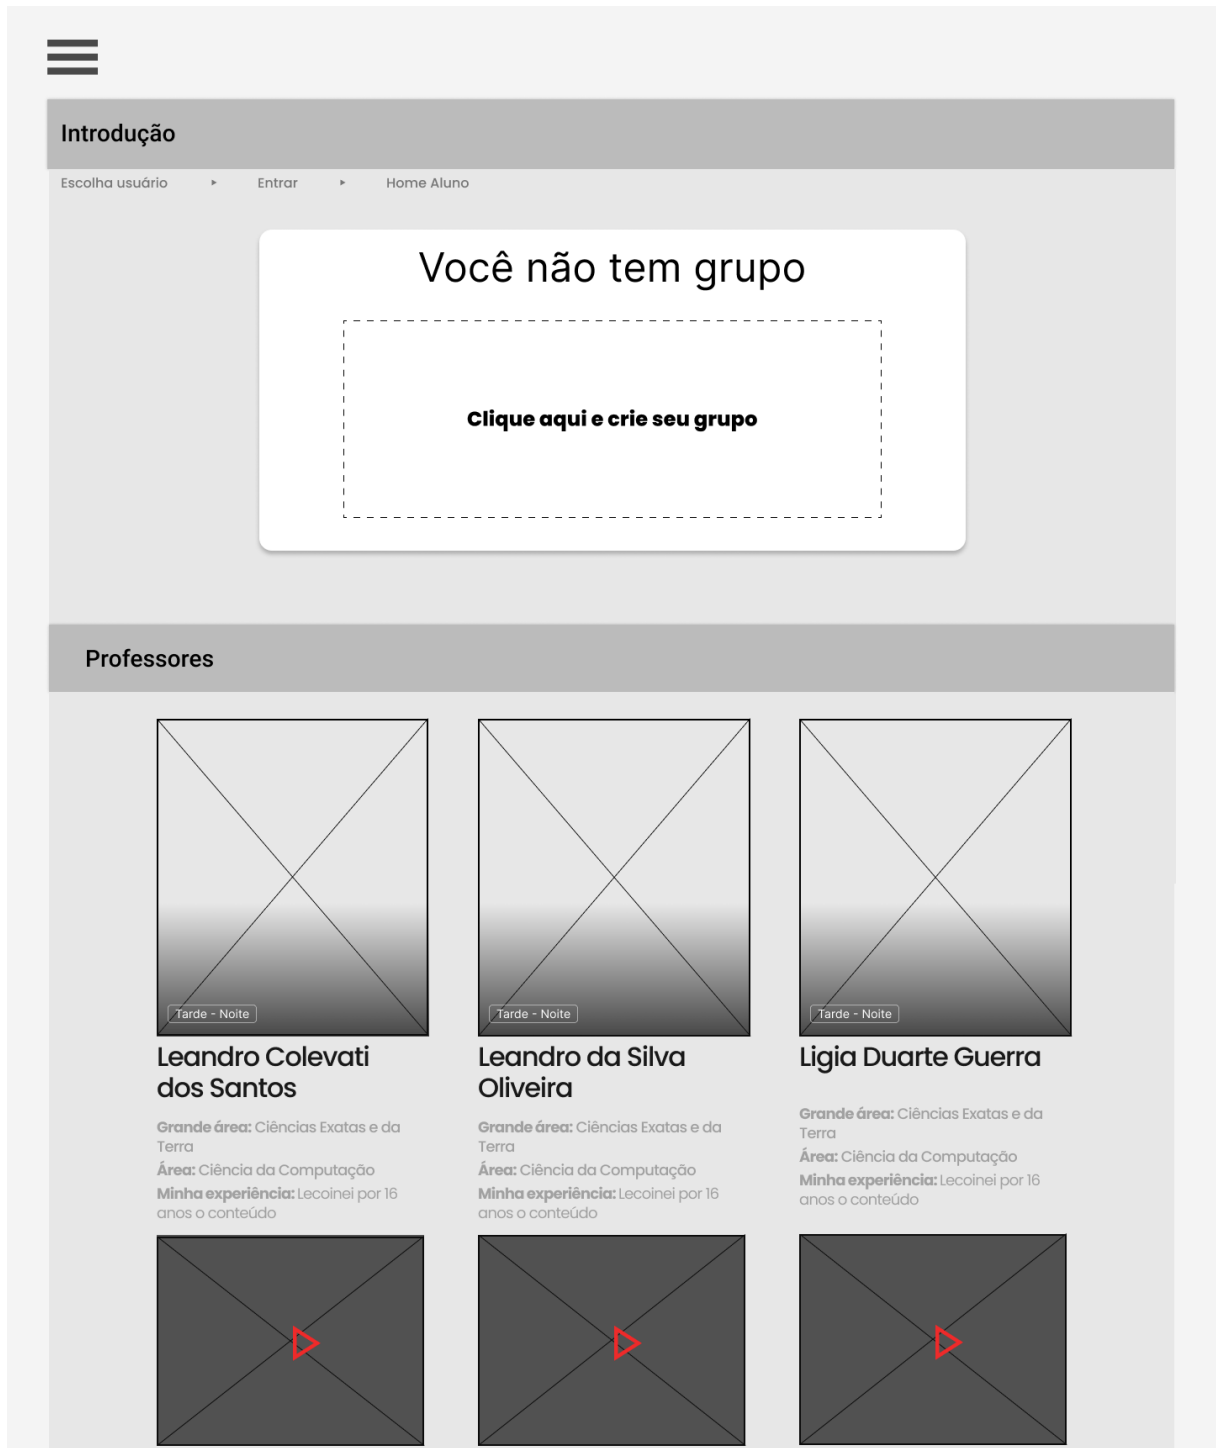 Introdução
Escolha usuário ‣ Entrar ‣ Home Aluno
Você não tem grupo
Clique aqui e crie seu grupo
Professores
Tarde - Noite
Leandro Colevati
dos Santos
Grande área: Ciências Exatas e da
Terra
Área: Ciência da Computação
Minha experiência: Lecoinei por 16
anos o conteúdo
Tarde - Noite
Leandro da Silva
Oliveira
Grande área: Ciências Exatas e da
Terra
Área: Ciência da Computação
Minha experiência: Lecoinei por 16
anos o conteúdo
Tarde - Noite
Ligia Duarte Guerra
Grande área: Ciências Exatas e da
Terra
Área: Ciência da Computação
Minha experiência: Lecoinei por 16
anos o conteúdo